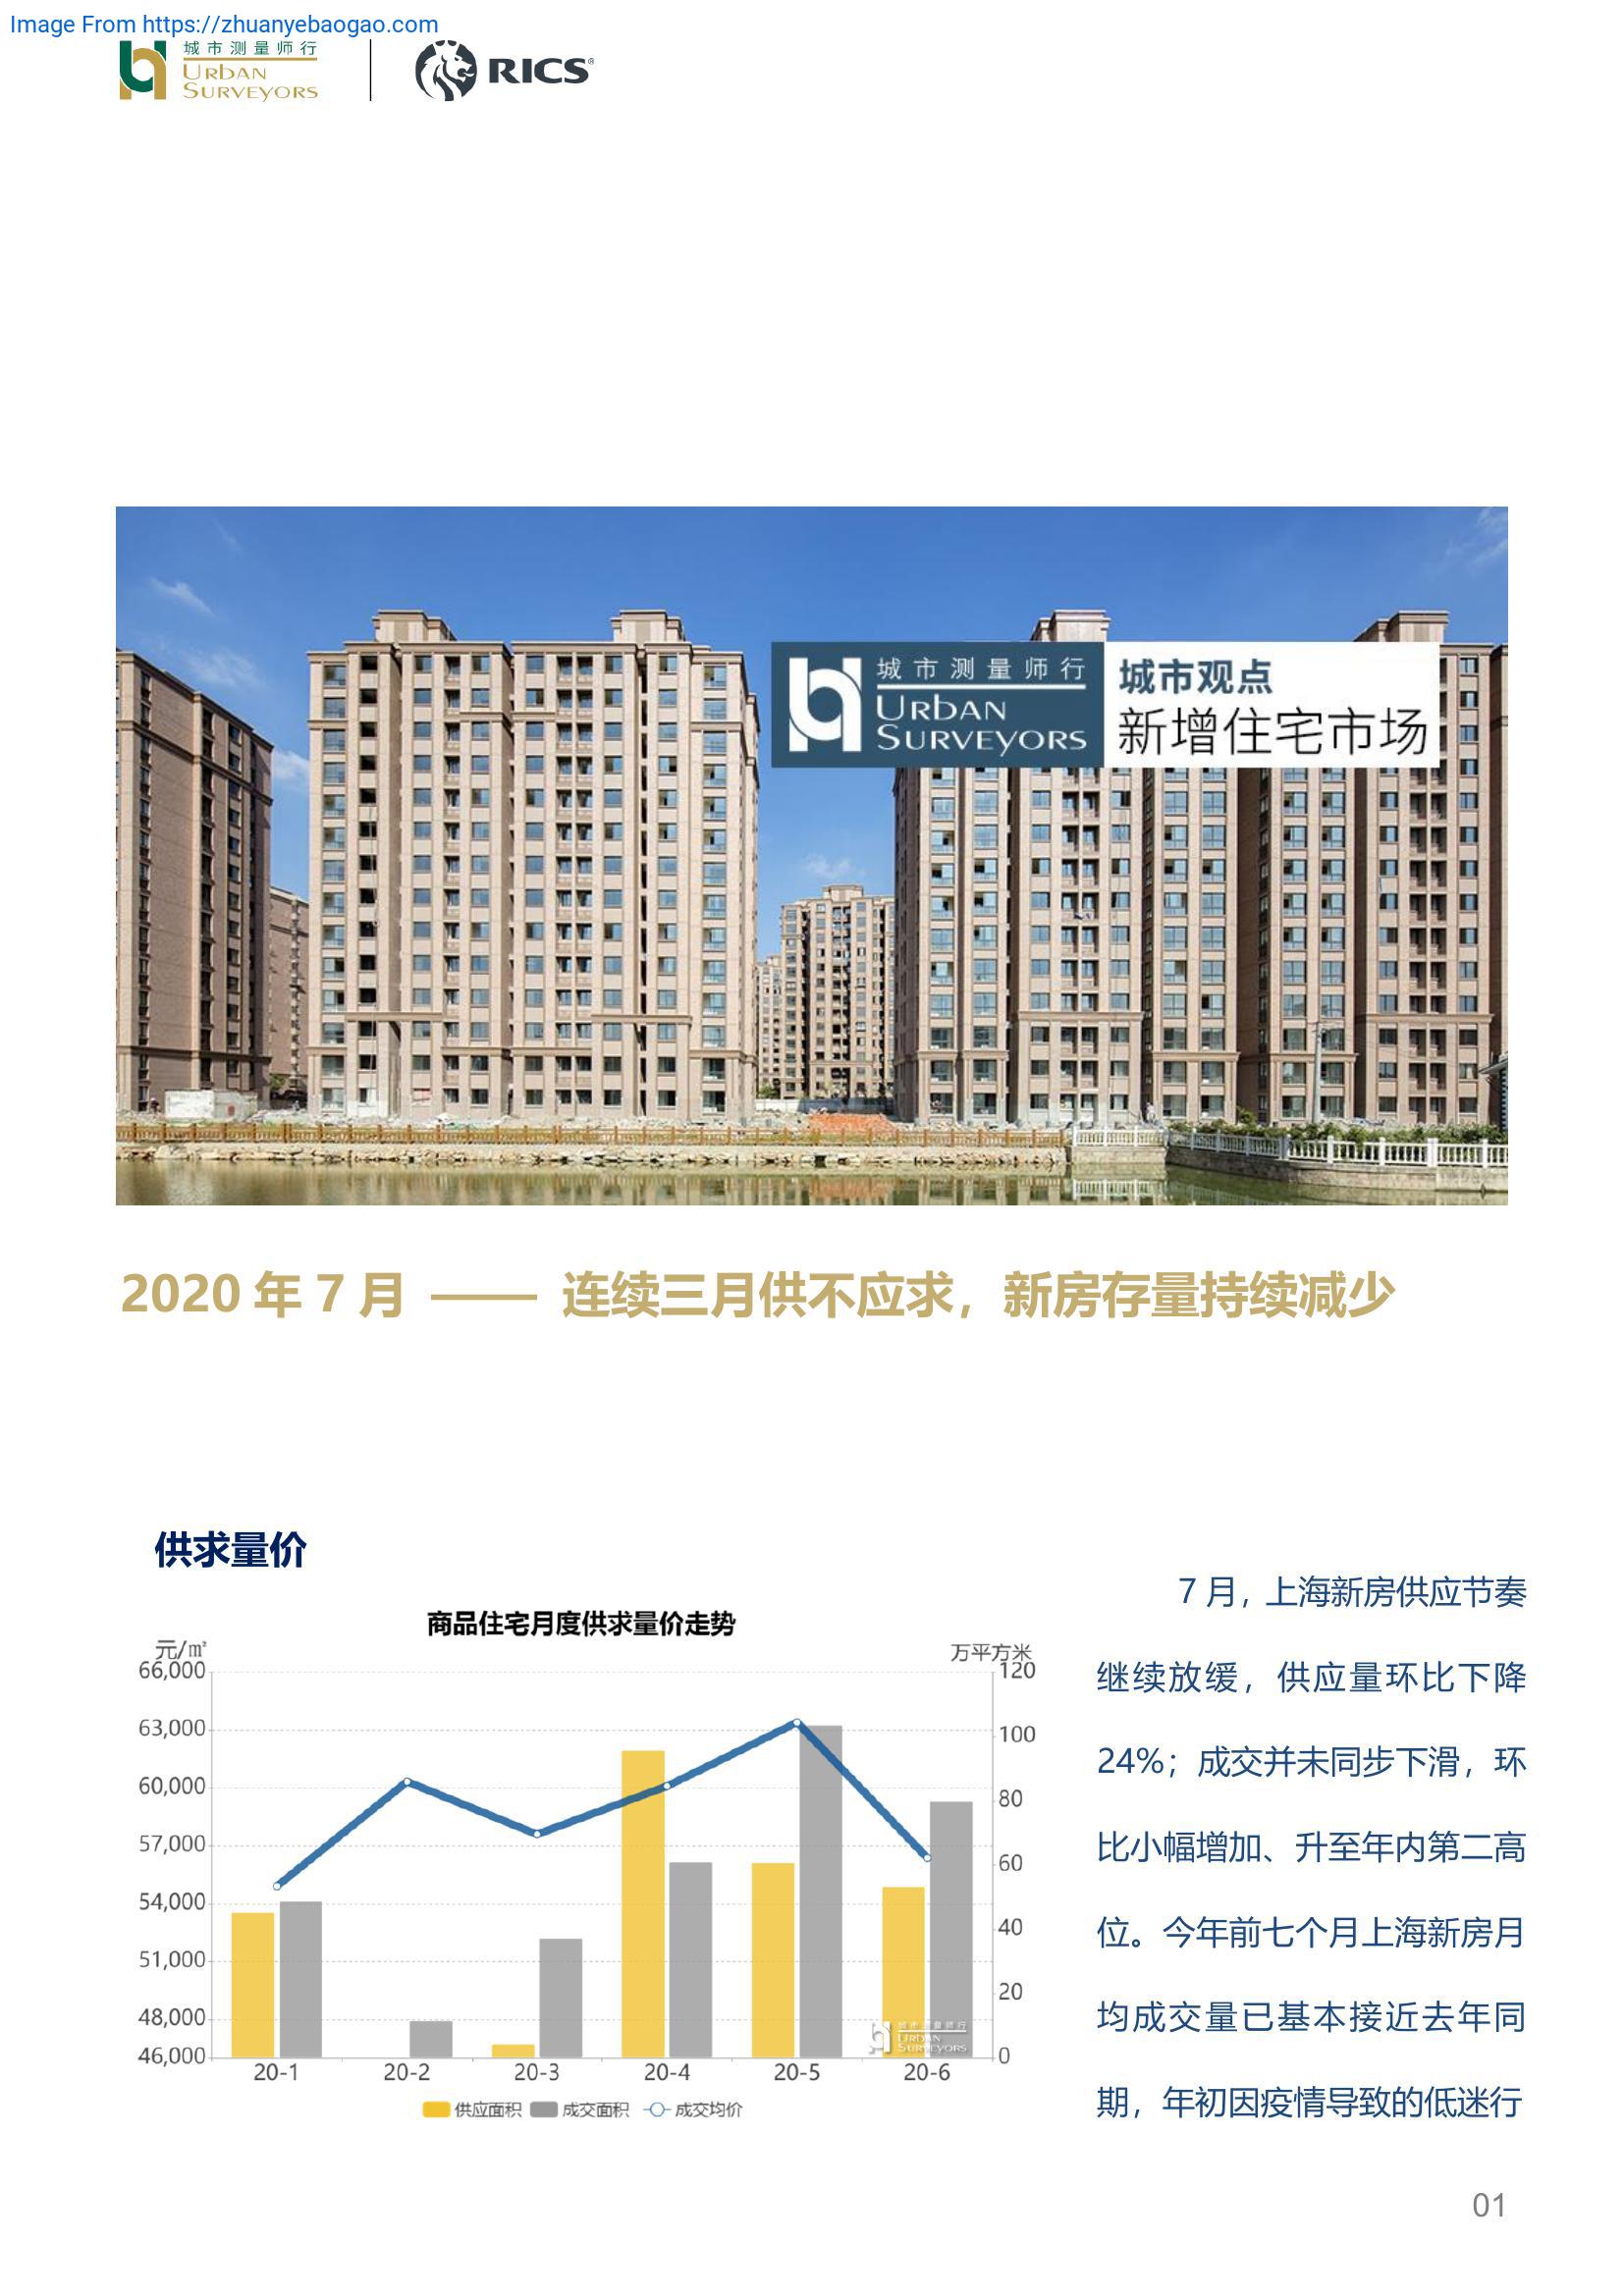 Image From https://zhuanyebaogao.com
城市测量师行
URBAN
SURVEYORS
RICS®
城市测量师行
URBAN
SURVEYORS
城市观点
新增住宅市场
2020 年 7 月 —— 连续三月供不应求，新房存量持续减少
供求量价
商品住宅月度供求量价走势
元/㎡
万平方米
66,000
63,000
60,000
57,000
54,000
51,000
48,000
46,000
120
100
80
60
40
20
0
20-1 20-2 20-3 20-4 20-5 20-6
城市测量师行
URBAN
SURVEYORS
供应面积 成交面积 成交均价
7 月，上海新房供应节奏
继续放缓，供应量环比下降
24%；成交并未同步下滑，环
比小幅增加、升至年内第二高
位。今年前七个月上海新房月
均成交量已基本接近去年同
期，年初因疫情导致的低迷行
01